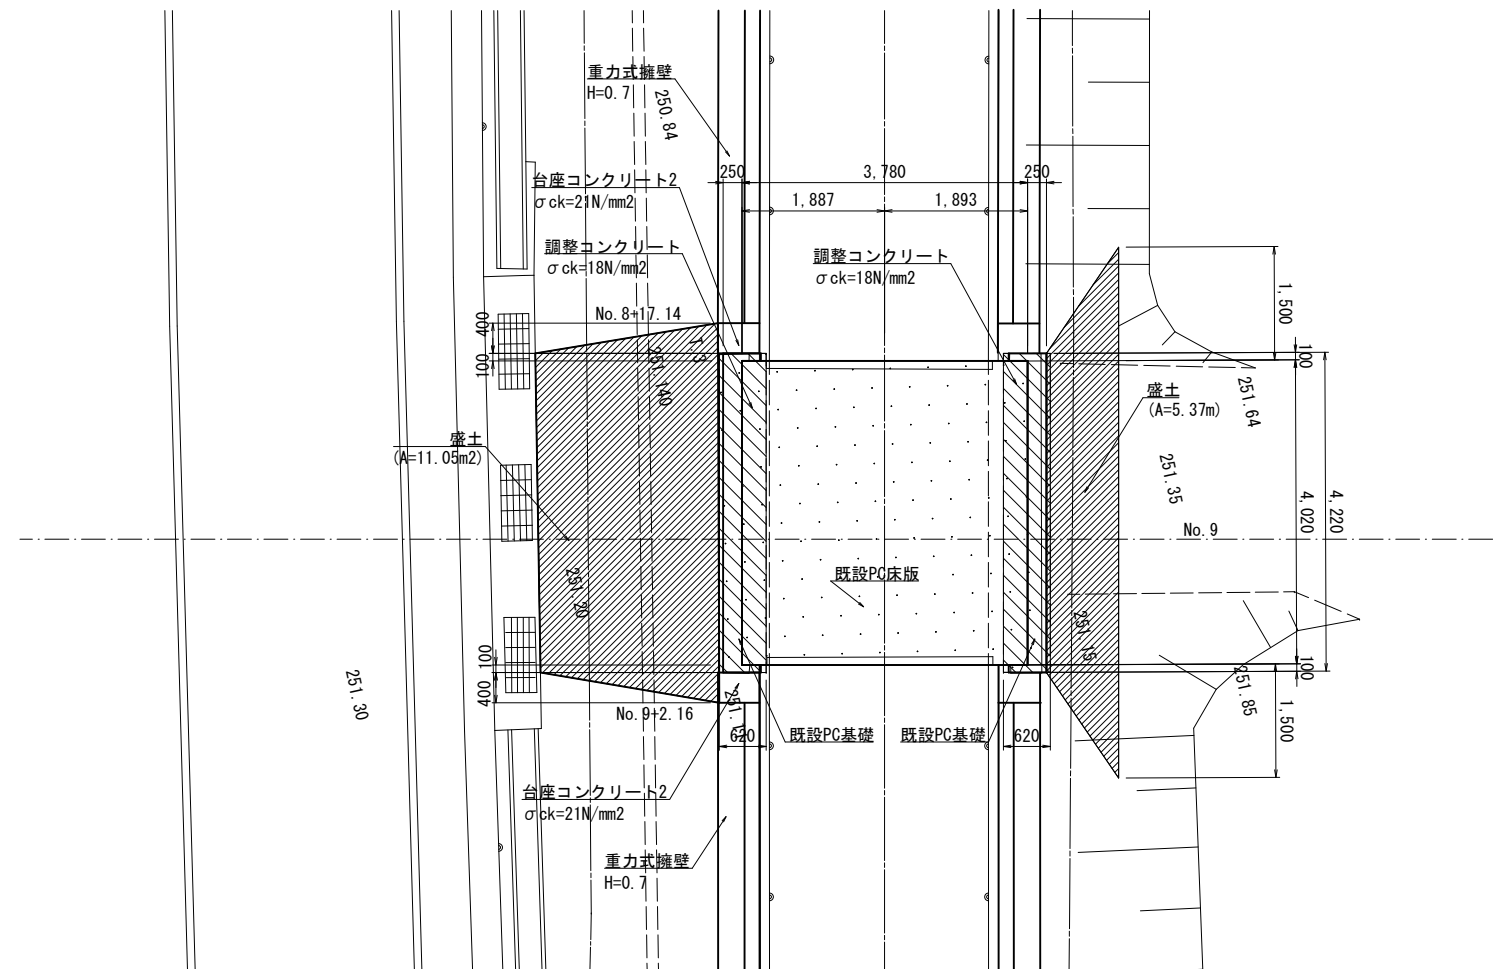 重力式擁壁
H=0.7
250.84
台座コンクリート2
σck=21N/mm2
250
3,780
250
1,887
1,893
調整コンクリート
σck=18N/mm2
調整コンクリート
σck=18N/mm2
No.8+17.14
400
100
1.3
251.140
1,500
100
盛土
(A=5.37m)
251.64
251.35
盛土
(A=11.05m2)
4,020
4,220
No.9
既設PC床版
251.20
251.15
251.30
100
400
No.9+2.16
620
既設PC基礎
既設PC基礎
620
251.85
100
1,500
台座コンクリート2
σck=21N/mm2
重力式擁壁
H=0.7